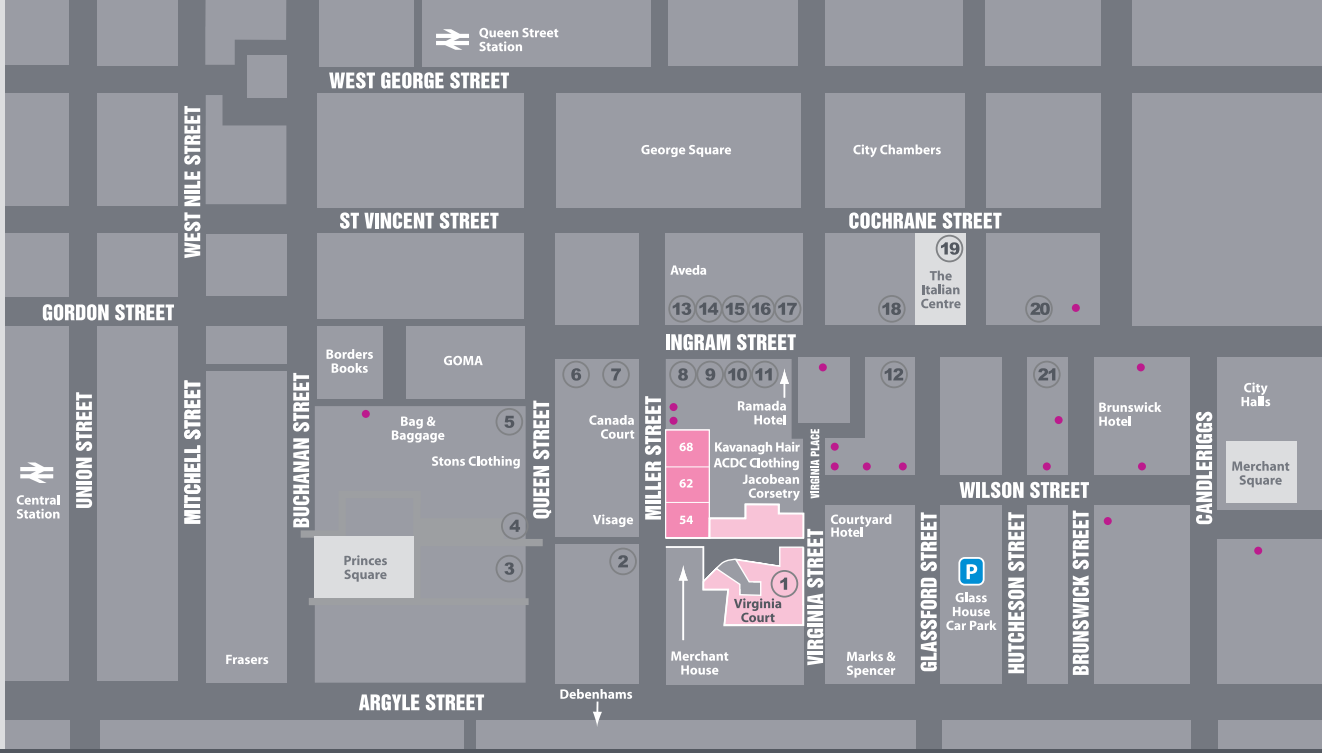 Queen Street
Station
WEST GEORGE STREET
WEST NILE STREET
George Square
City Chambers
ST VINCENT STREET
COCHRANE STREET
19
The
Italian
Centre
Aveda
13 14 15 16 17
18
20
GORDON STREET
INGRAM STREET
Borders
Books
GOMA
6 7
8 9 10 11
12
21
UNION STREET
MITCHELL STREET
BUCHANAN STREET
Bag &
Baggage
5
Stons Clothing
QUEEN STREET
Canada
Court
MILLER STREET
Ramada
Hotel
68
62
54
Kavanagh Hair
ACDC Clothing
Jacobean
Corsetry
VIRGINIA PLACE
Brunswick
Hotel
CANDLERIGGS
City
Halls
Merchant
Square
WILSON STREET
Central
Station
4
Visage
Courtyard
Hotel
Princes
Square
3
2
1
Virginia
Court
VIRGINIA STREET
GLASSFORD STREET
P
Glass
House
Car Park
HUTCHESON STREET
BRUNSWICK STREET
Frasers
Merchant
House
Marks &
Spencer
ARGYLE STREET
Debenhams